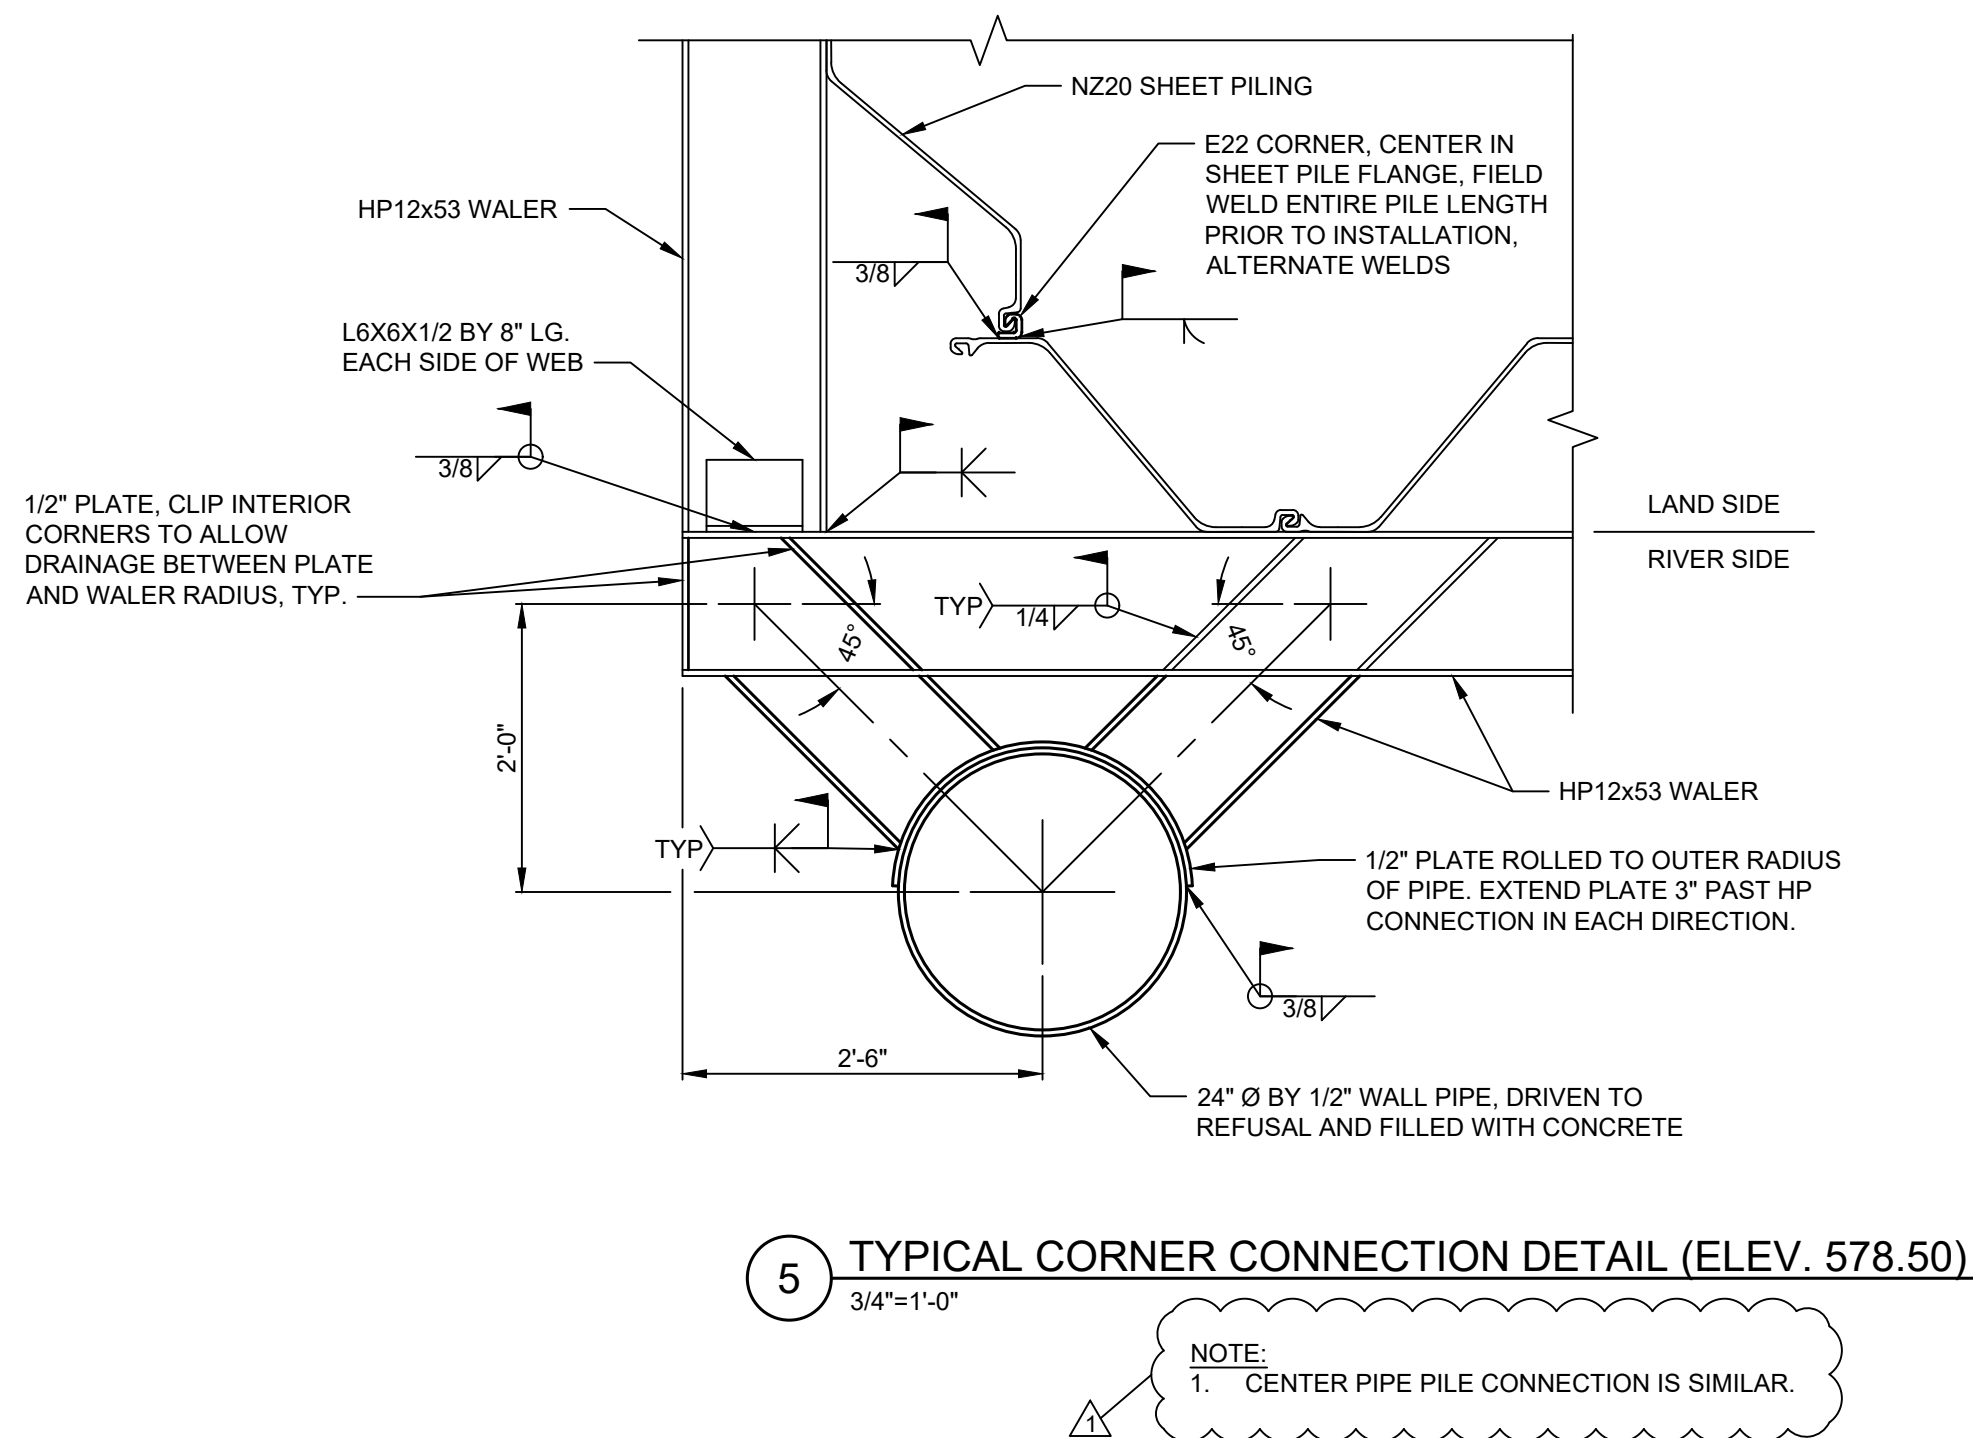 NZ20 SHEET PILING
E22 CORNER, CENTER IN
SHEET PILE FLANGE, FIELD
WELD ENTIRE PILE LENGTH
PRIOR TO INSTALLATION,
ALTERNATE WELDS
HP12x53 WALER
3/8
L6X6X1/2 BY 8" LG.
EACH SIDE OF WEB
3/8
1/2" PLATE, CLIP INTERIOR
CORNERS TO ALLOW
DRAINAGE BETWEEN PLATE
AND WALER RADIUS, TYP.
LAND SIDE
RIVER SIDE
TYP
1/4
45°
45°
2'-0"
HP12x53 WALER
TYP
1/2" PLATE ROLLED TO OUTER RADIUS
OF PIPE. EXTEND PLATE 3" PAST HP
CONNECTION IN EACH DIRECTION.
3/8
2'-6"
24" Ø BY 1/2" WALL PIPE, DRIVEN TO
REFUSAL AND FILLED WITH CONCRETE
5
TYPICAL CORNER CONNECTION DETAIL (ELEV. 578.50)
3/4"=1'-0"
NOTE:
1. CENTER PIPE PILE CONNECTION IS SIMILAR.
1